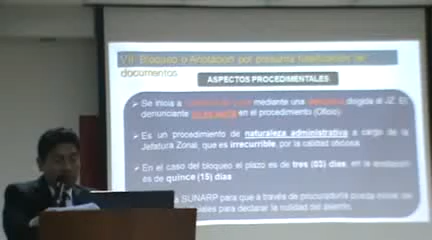 VII. Bloqueo o Anotación por presunta falsificación de
documentos
ASPECTOS PROCEDIMENTALES
Se inicia a mediante una dirigida al JZ. El
denunciante no es parte en el procedimiento (Oficio)
Es un procedimiento de naturaleza administrativa a cargo de la
Jefatura Zonal, que es irrecurrible, por la calidad oficiosa
En el caso del bloqueo el plazo es de tres (03) días, en la anotación
es de quince (15) días
a SUNARP para que a través de procuraduría pueda
para declarar la nulidad del asiento.